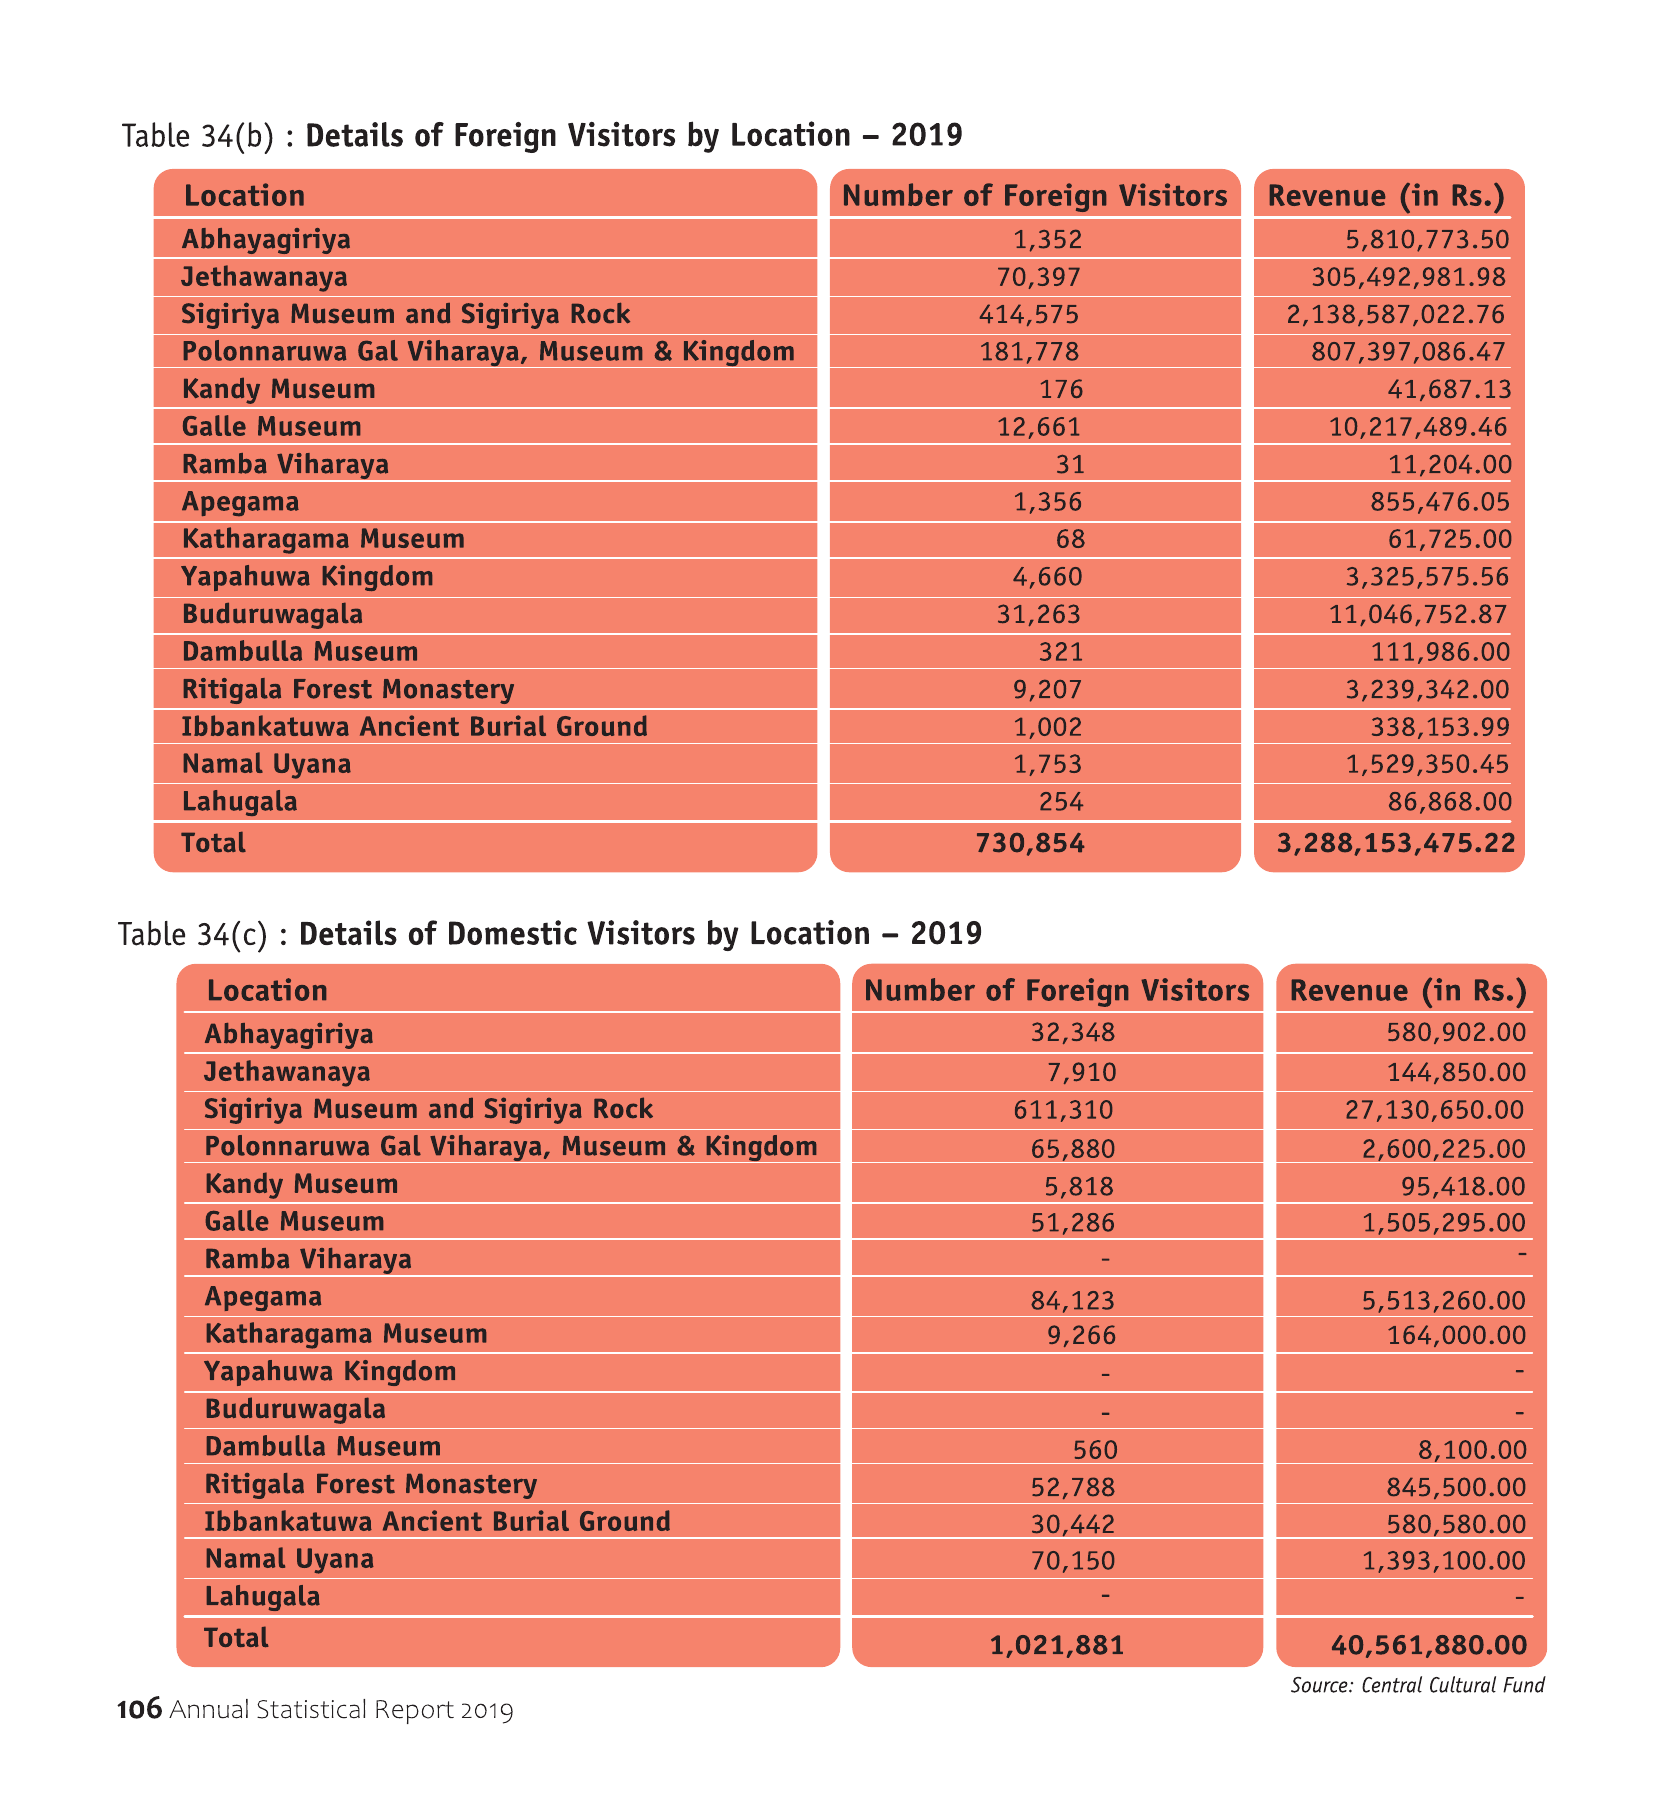 Table 34(b) : Details of Foreign Visitors by Location – 2019
Location Number of Foreign Visitors Revenue (in Rs.)
Abhayagiriya 1,352 5,810,773.50
Jethawanaya 70,397 305,492,981.98
Sigiriya Museum and Sigiriya Rock 414,575 2,138,587,022.76
Polonnaruwa Gal Viharaya, Museum & Kingdom 181,778 807,397,086.47
Kandy Museum 176 41,687.13
Galle Museum 12,661 10,217,489.46
Ramba Viharaya 31 11,204.00
Apegama 1,356 855,476.05
Katharagama Museum 68 61,725.00
Yapahuwa Kingdom 4,660 3,325,575.56
Buduruwagala 31,263 11,046,752.87
Dambulla Museum 321 111,986.00
Ritigala Forest Monastery 9,207 3,239,342.00
Ibbankatuwa Ancient Burial Ground 1,002 338,153.99
Namal Uyana 1,753 1,529,350.45
Lahugala 254 86,868.00
Total 730,854 3,288,153,475.22
Table 34(c) : Details of Domestic Visitors by Location – 2019
Location Number of Foreign Visitors Revenue (in Rs.)
Abhayagiriya 32,348 580,902.00
Jethawanaya 7,910 144,850.00
Sigiriya Museum and Sigiriya Rock 611,310 27,130,650.00
Polonnaruwa Gal Viharaya, Museum & Kingdom 65,880 2,600,225.00
Kandy Museum 5,818 95,418.00
Galle Museum 51,286 1,505,295.00
Ramba Viharaya - -
Apegama 84,123 5,513,260.00
Katharagama Museum 9,266 164,000.00
Yapahuwa Kingdom - -
Buduruwagala - -
Dambulla Museum 560 8,100.00
Ritigala Forest Monastery 52,788 845,500.00
Ibbankatuwa Ancient Burial Ground 30,442 580,580.00
Namal Uyana 70,150 1,393,100.00
Lahugala - -
Total 1,021,881 40,561,880.00
Source: Central Cultural Fund
106 Annual Statistical Report 2019